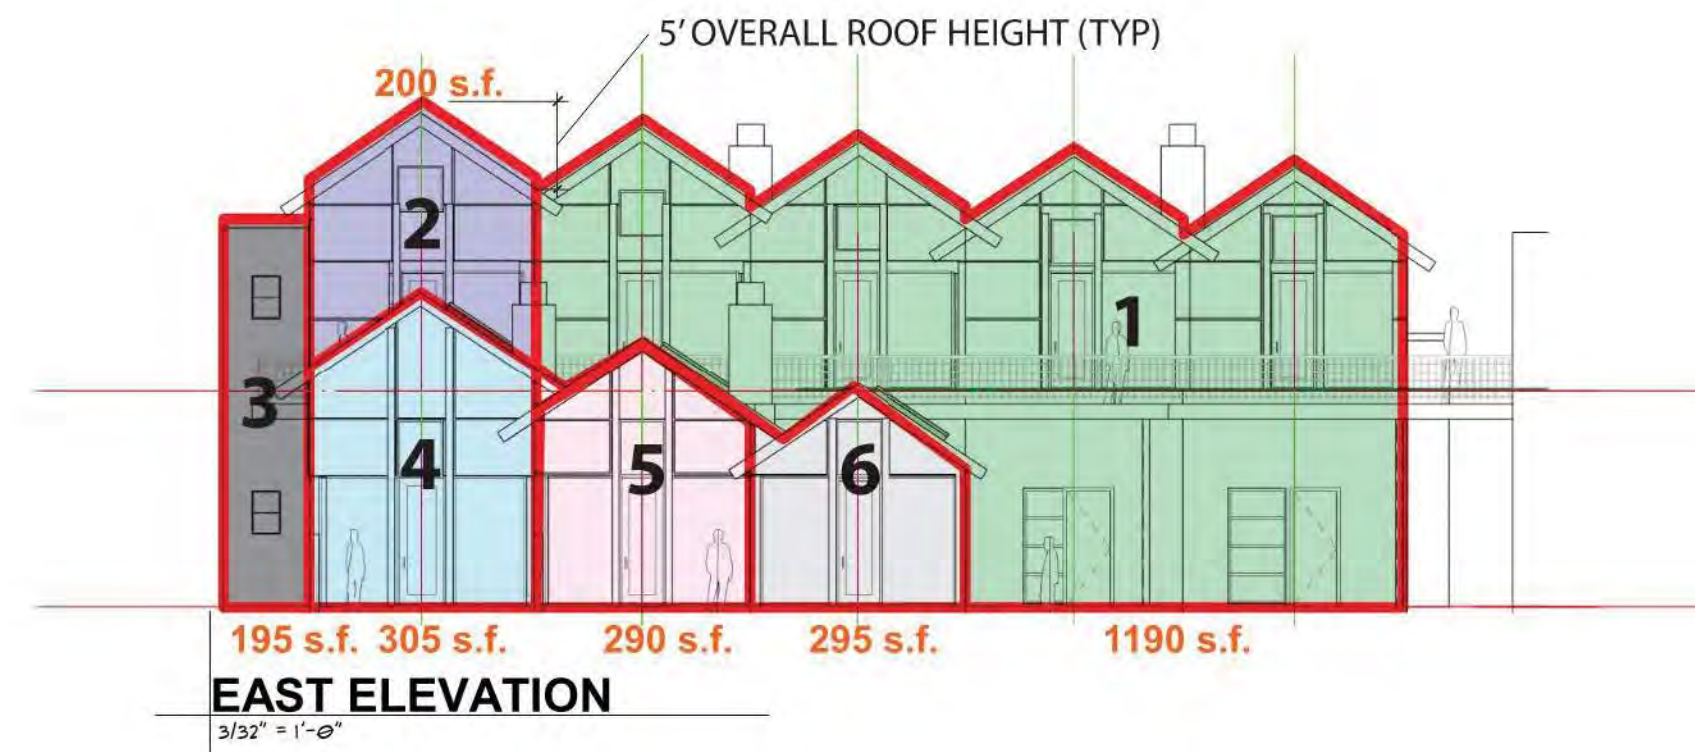 5' OVERALL ROOF HEIGHT (TYP)
200 s.f.
2
1
3
4
5
6
195 s.f. 305 s.f. 290 s.f. 295 s.f. 1190 s.f.
EAST ELEVATION
3/32" = 1'-0"